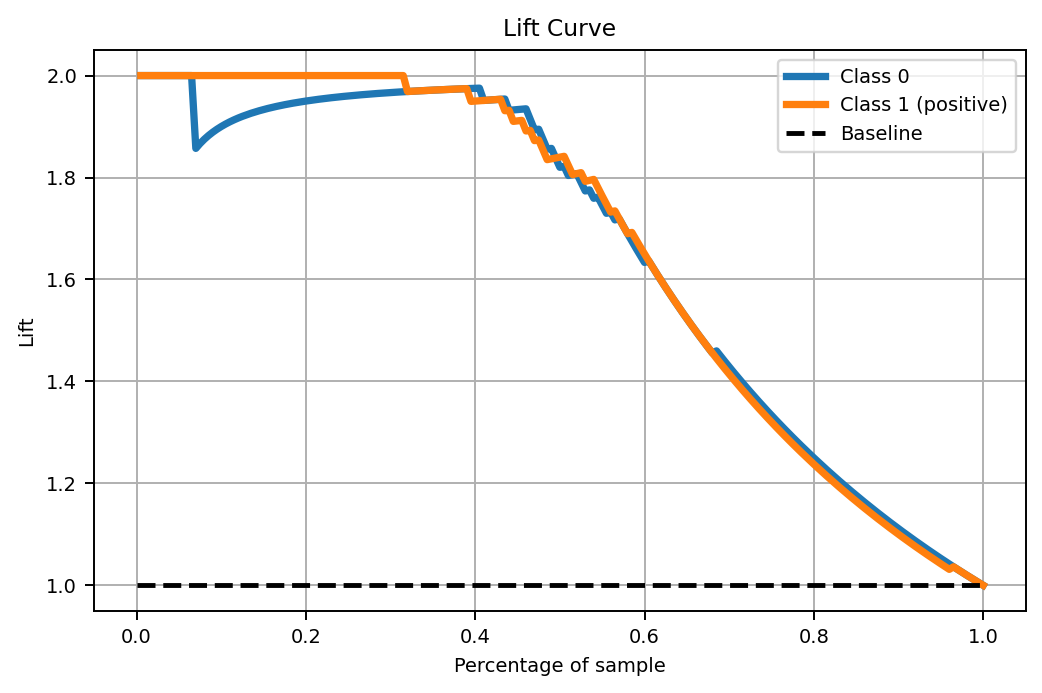 Lift Curve
Lift
2.0
1.8
1.6
1.4
1.2
1.0
Class 0
Class 1 (positive)
Baseline
0.0 0.2 0.4 0.6 0.8 1.0
Percentage of sample